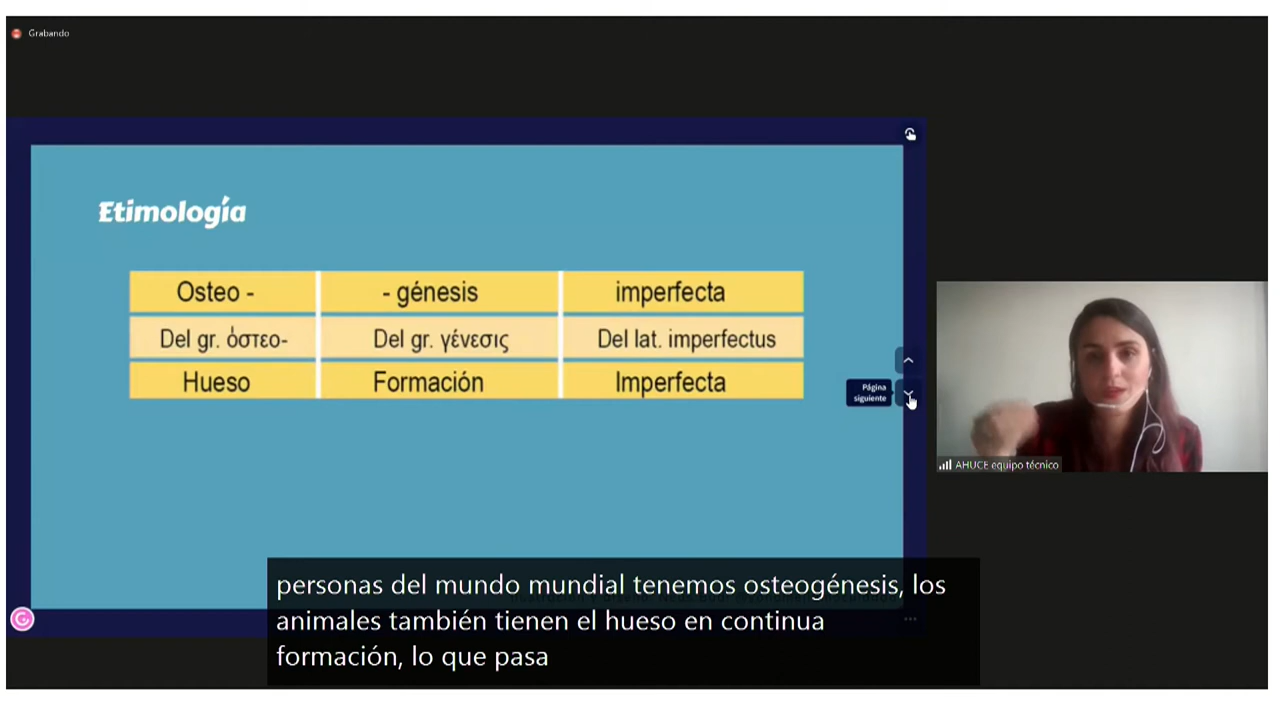 Grabando
Etimología
Osteo - - génesis imperfecta
Del gr. ὀστεο- Del gr. γένεσις Del lat. imperfectus
Hueso Formación Imperfecta
Página
siguiente
AHUCE equipo técnico
personas del mundo mundial tenemos osteogénesis, los
animales también tienen el hueso en continua
formación, lo que pasa